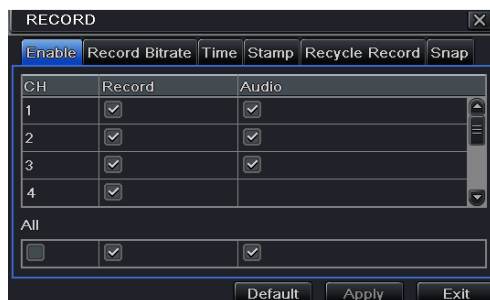 RECORD
Enable Record Bitrate Time Stamp Recycle Record Snap
CH Record Audio
1
2
3
4
All
Default Apply Exit